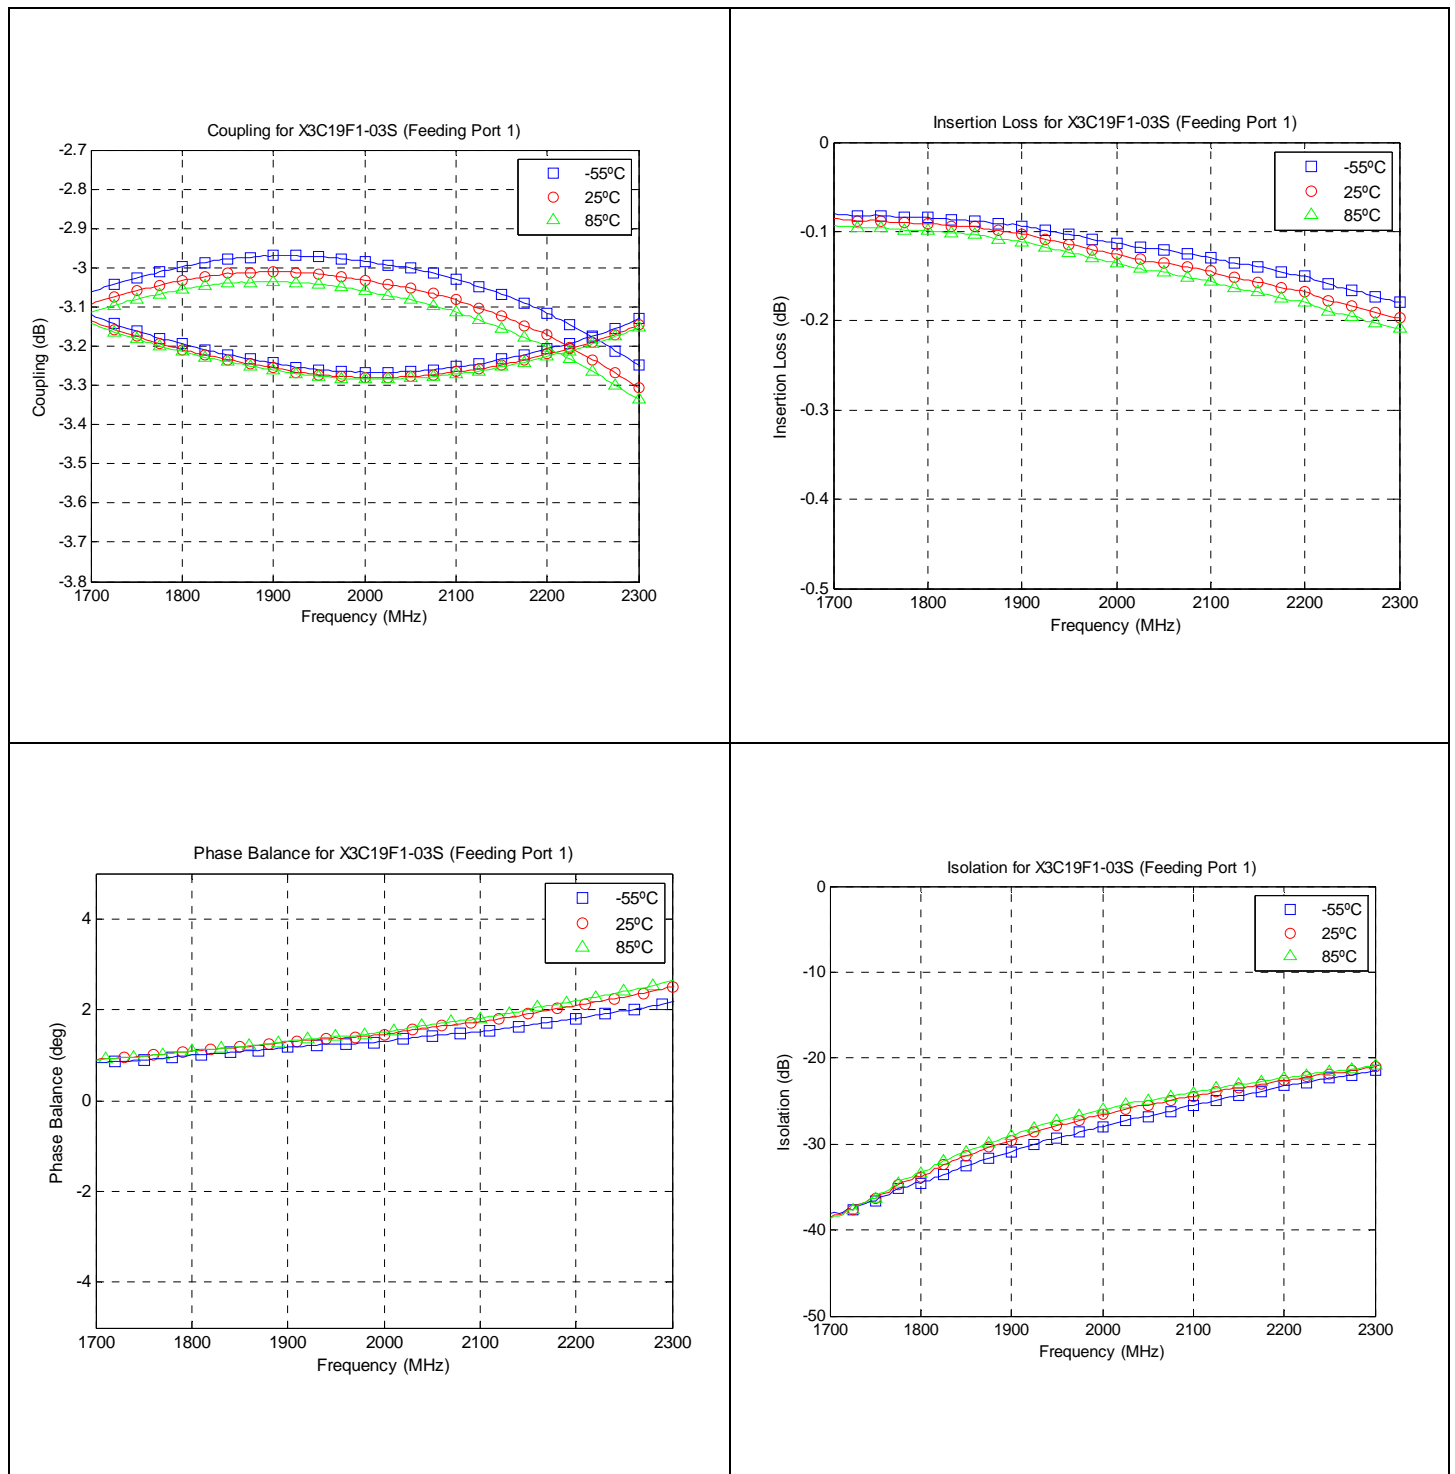 Coupling for X3C19F1-03S (Feeding Port 1)
-2.7
-2.8
-2.9
-3
-3.1
-3.2
-3.3
-3.4
-3.5
-3.6
-3.7
-3.8
Coupling (dB)
-55ºC
25ºC
85ºC
1700 1800 1900 2000 2100 2200 2300
Frequency (MHz)
Insertion Loss for X3C19F1-03S (Feeding Port 1)
0
-0.1
-0.2
-0.3
-0.4
-0.5
Insertion Loss (dB)
-55ºC
25ºC
85ºC
1700 1800 1900 2000 2100 2200 2300
Frequency (MHz)
Phase Balance for X3C19F1-03S (Feeding Port 1)
4
2
0
-2
-4
Phase Balance (deg)
-55ºC
25ºC
85ºC
1700 1800 1900 2000 2100 2200 2300
Frequency (MHz)
Isolation for X3C19F1-03S (Feeding Port 1)
0
-10
-20
-30
-40
-50
Isolation (dB)
-55ºC
25ºC
85ºC
1700 1800 1900 2000 2100 2200 2300
Frequency (MHz)